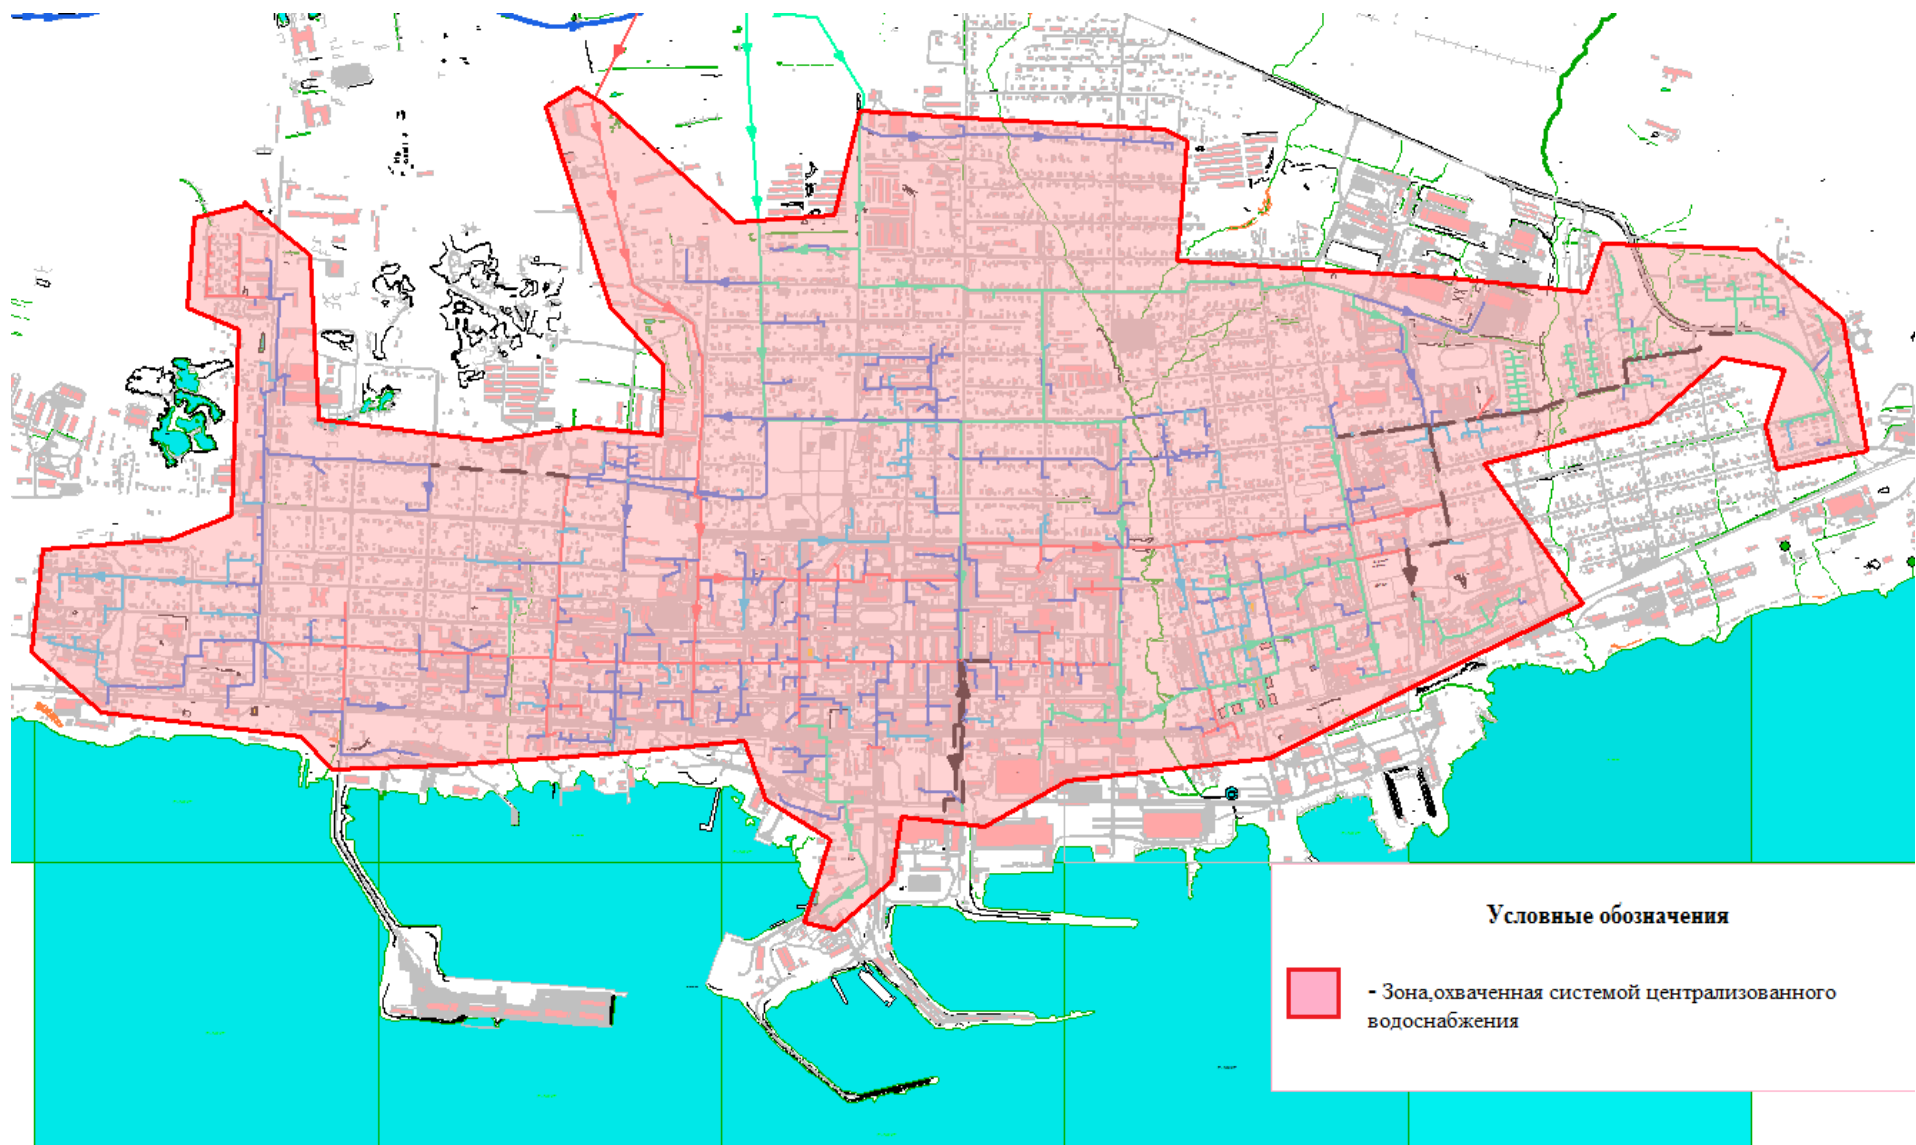 Условные обозначения
- Зона,охваченная системой централизованного
водоснабжения